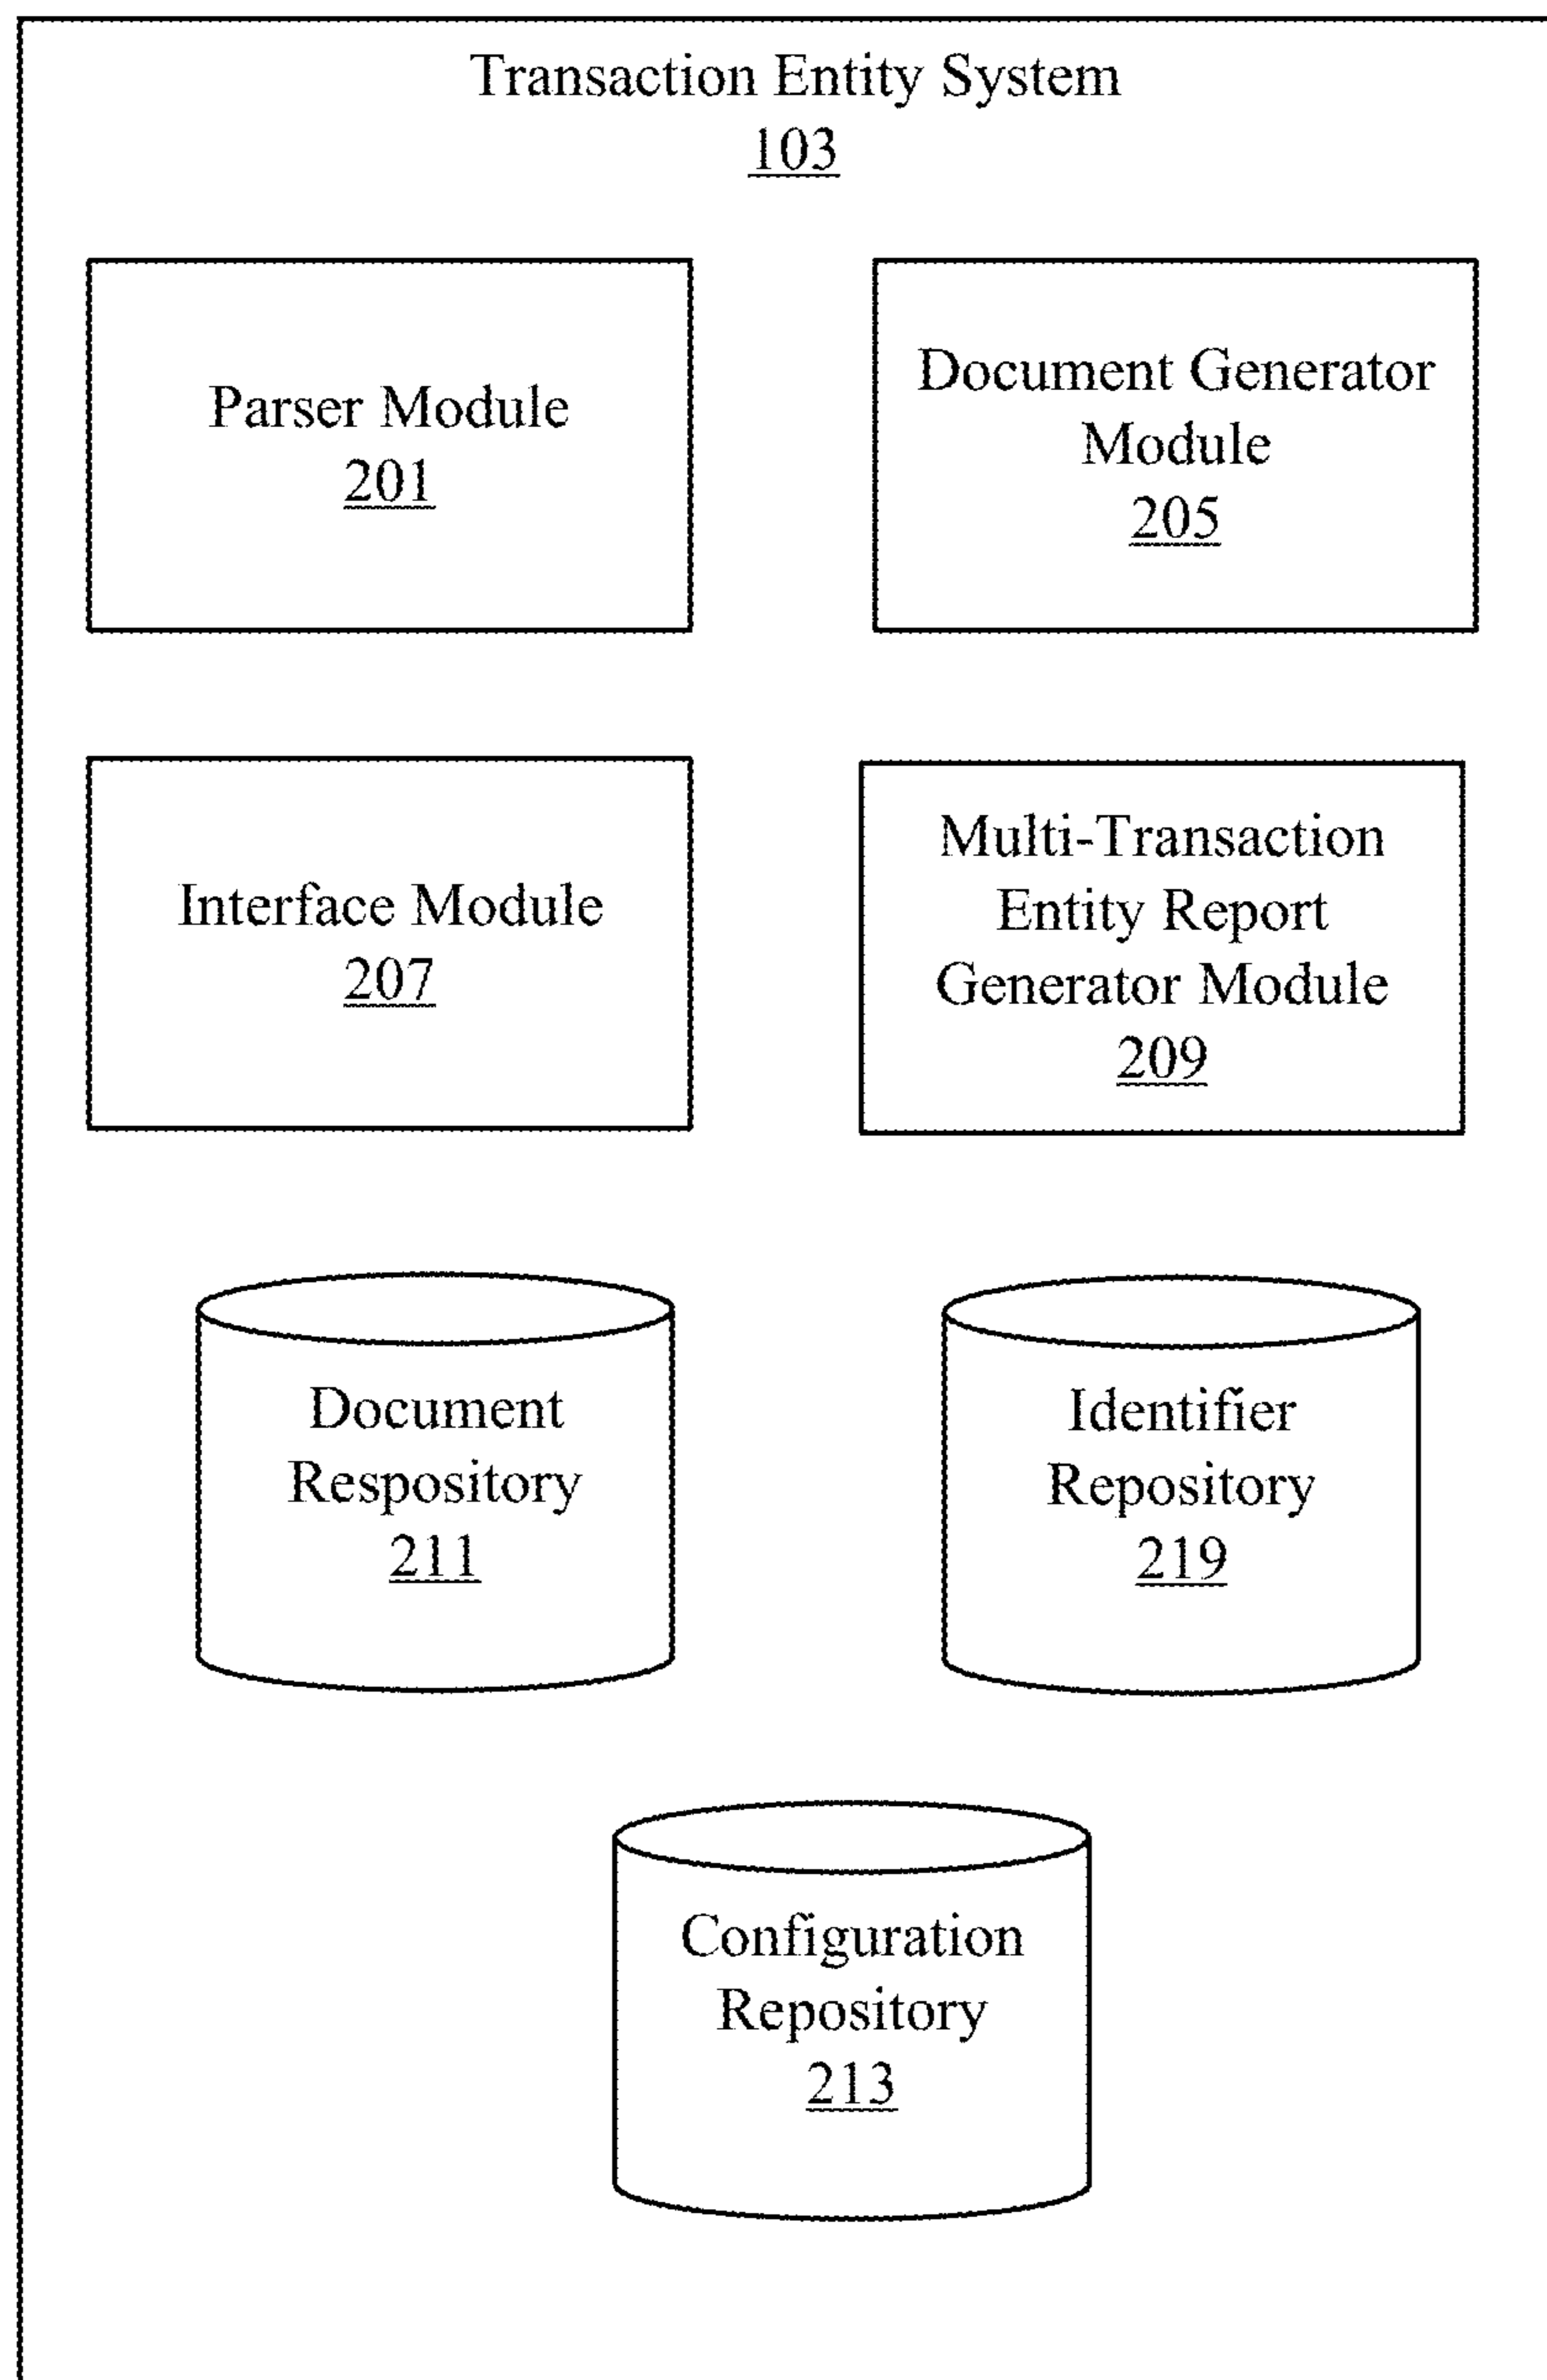 Transaction Entity System
103
Parser Module
201
Document Generator
Module
205
Interface Module
207
Multi-Transaction
Entity Report
Generator Module
209
Document
Respository
211
Identifier
Repository
219
Configuration
Repository
213